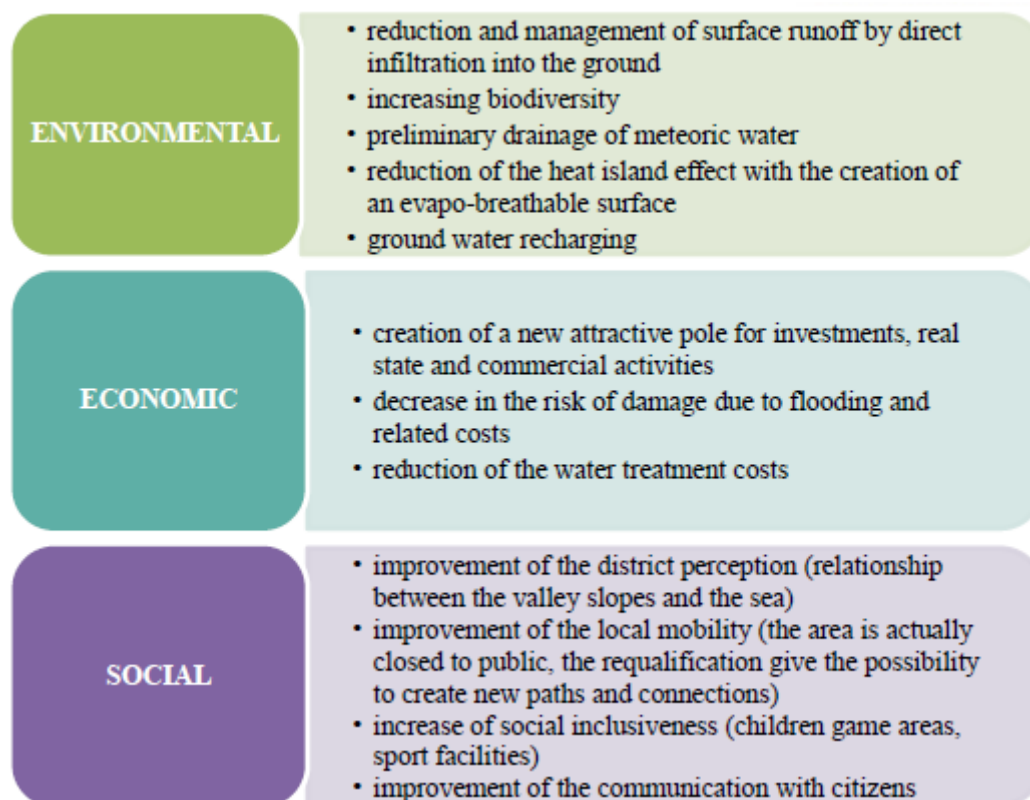 ENVIRONMENTAL
• reduction and management of surface runoff by direct
infiltration into the ground
• increasing biodiversity
• preliminary drainage of meteoric water
• reduction of the heat island effect with the creation of
an evapo-breathable surface
• ground water recharging
ECONOMIC
• creation of a new attractive pole for investments, real
state and commercial activities
• decrease in the risk of damage due to flooding and
related costs
• reduction of the water treatment costs
SOCIAL
• improvement of the district perception (relationship
between the valley slopes and the sea)
• improvement of the local mobility (the area is actually
closed to public, the requalification give the possibility
to create new paths and connections)
• increase of social inclusiveness (children game areas,
sport facilities)
• improvement of the communication with citizens